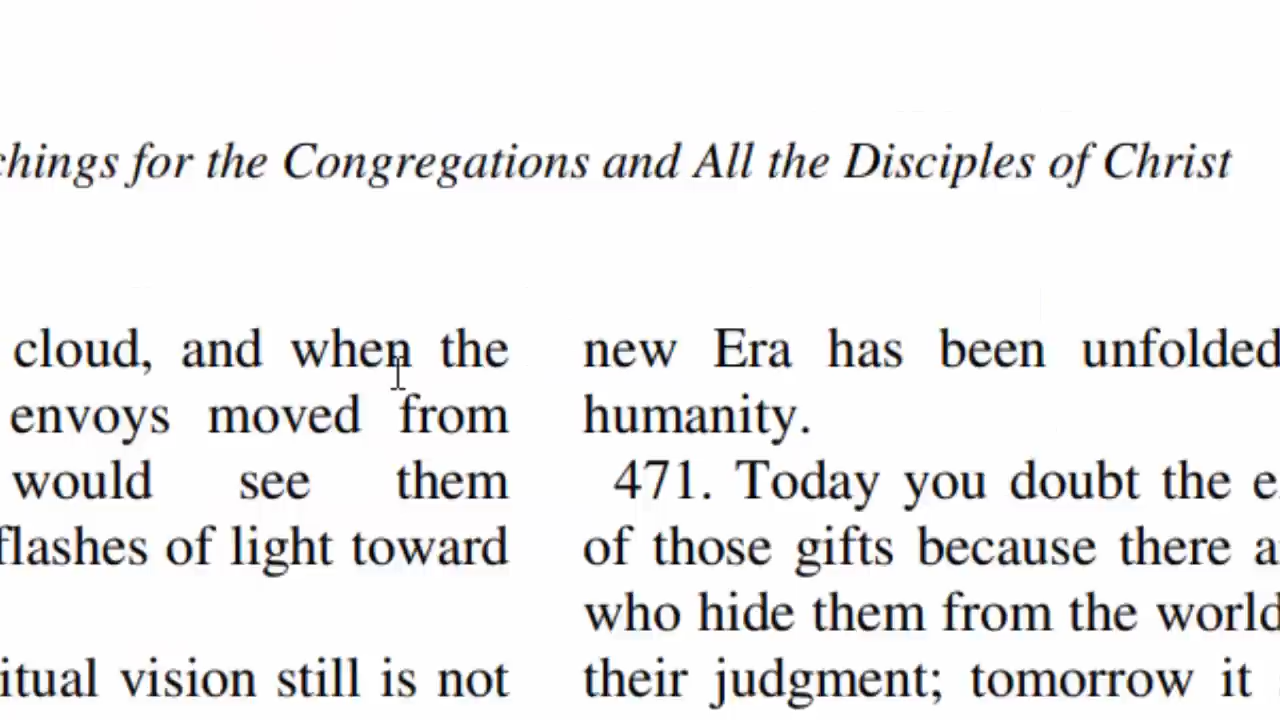 for the Congregations and All the Disciples of Christ
cloud, and when the
envoys moved from
would see them
flashes of light toward
vision still is not
new Era has been unfolded
humanity.
471. Today you doubt the
of those gifts because there
who hide them from the world
their judgment; tomorrow it